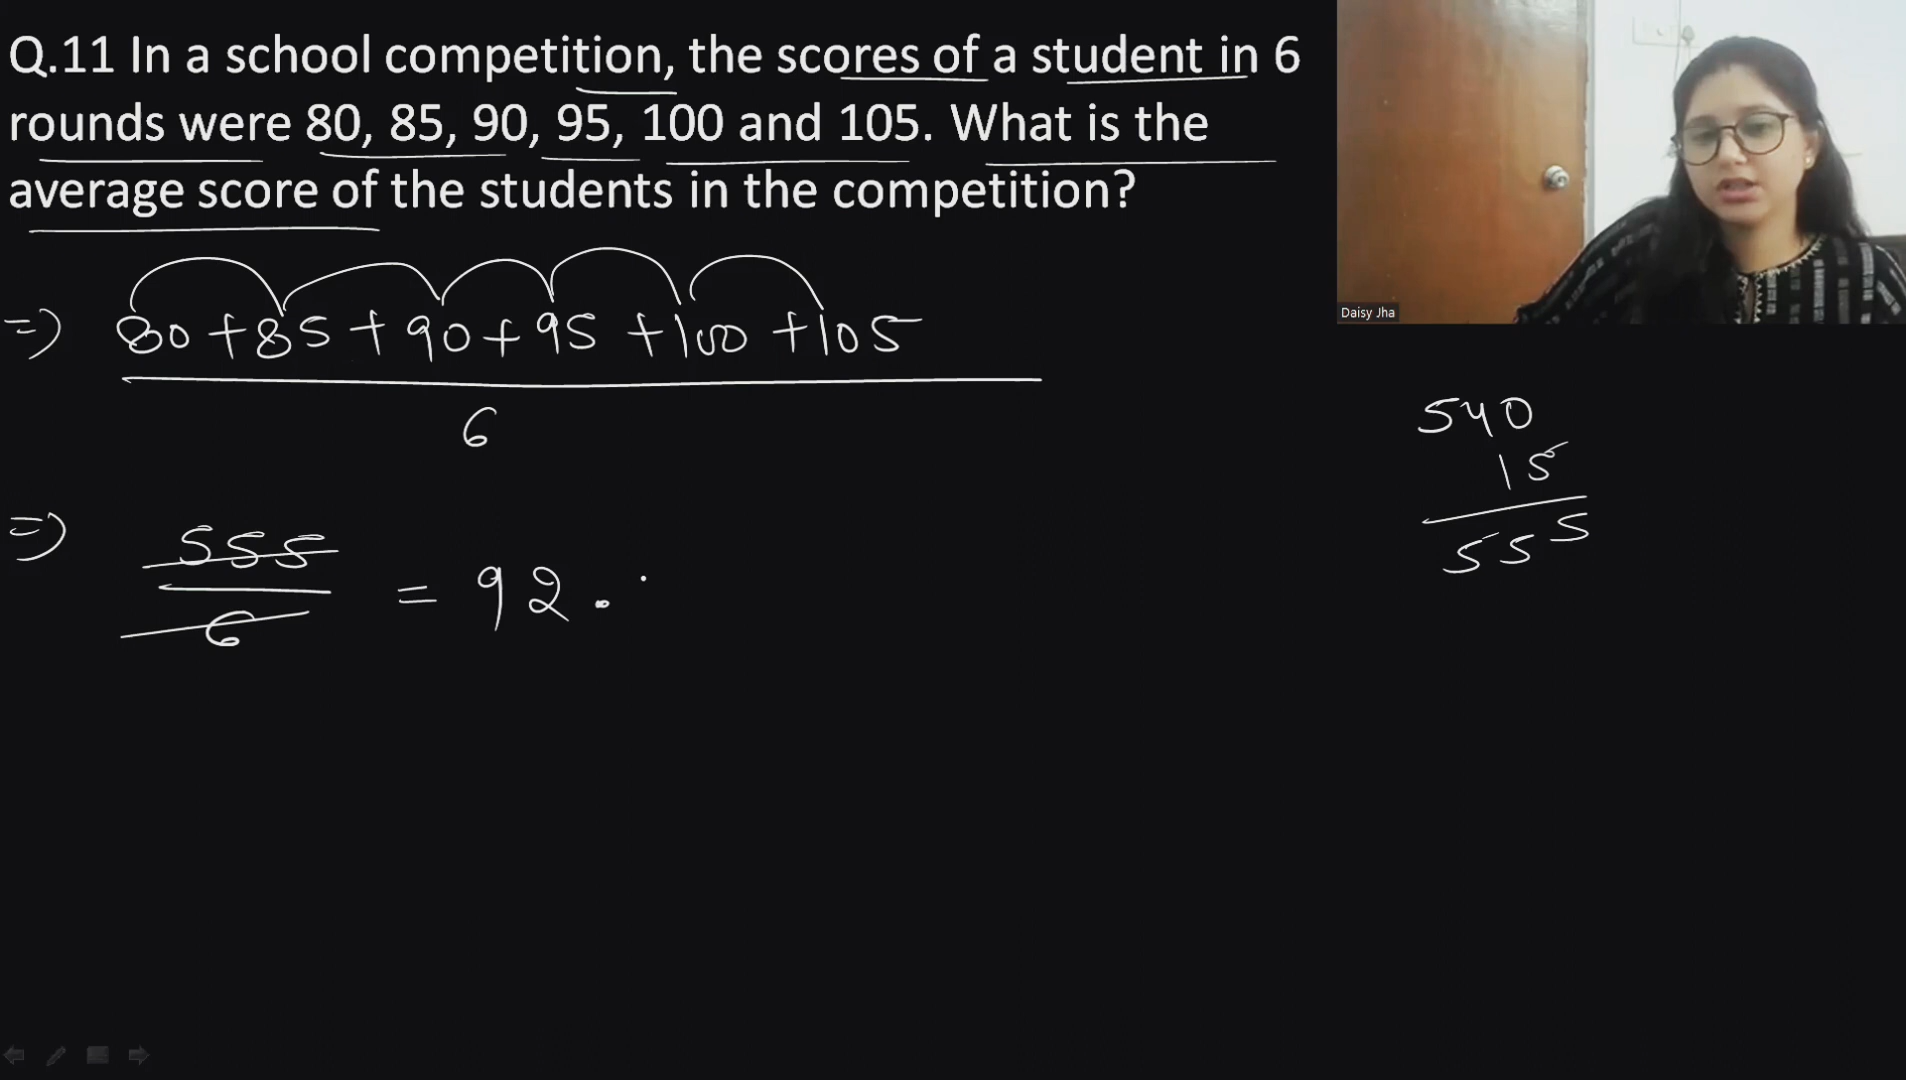 Q.11 In a school competition, the scores of a student in 6
rounds were 80, 85, 90, 95, 100 and 105. What is the
average score of the students in the competition?
Daisy Jha
=> 80 + 85 + 90 + 95 + 100 + 105
6
540
15
555
=> 555
6
= 92.